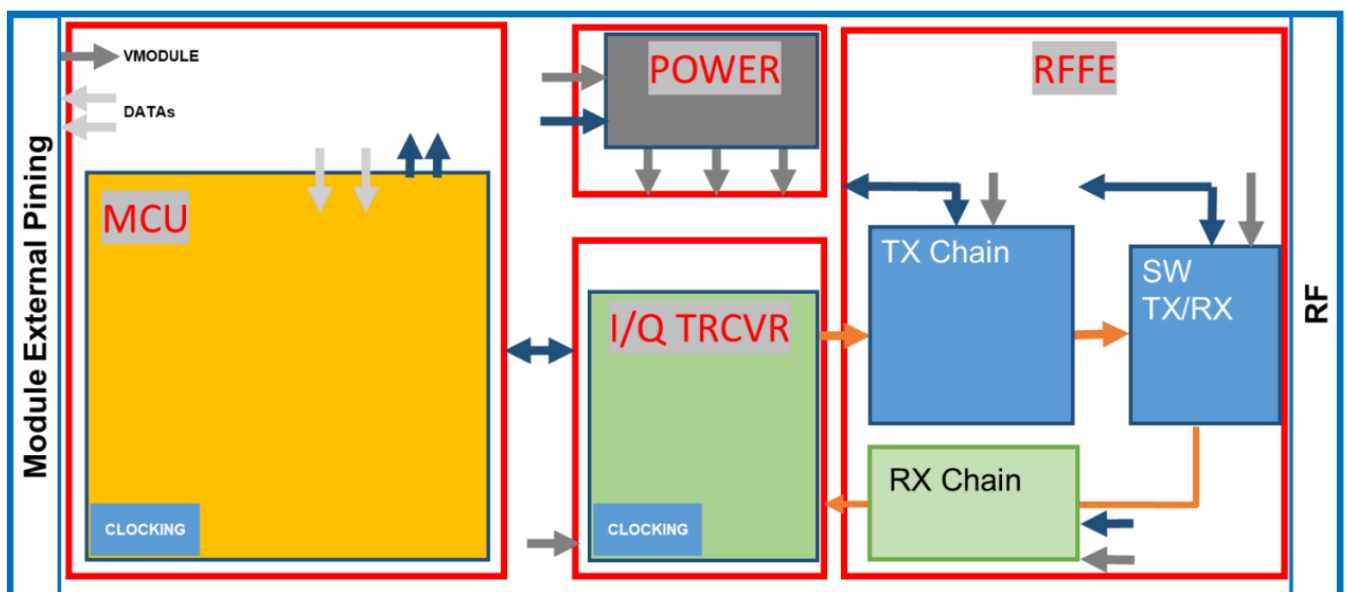 Module External Pining
VMODULE
DATAs
MCU
CLOCKING
POWER
I/Q TRCVR
CLOCKING
RFFE
TX Chain
SW
TX/RX
RX Chain
RF